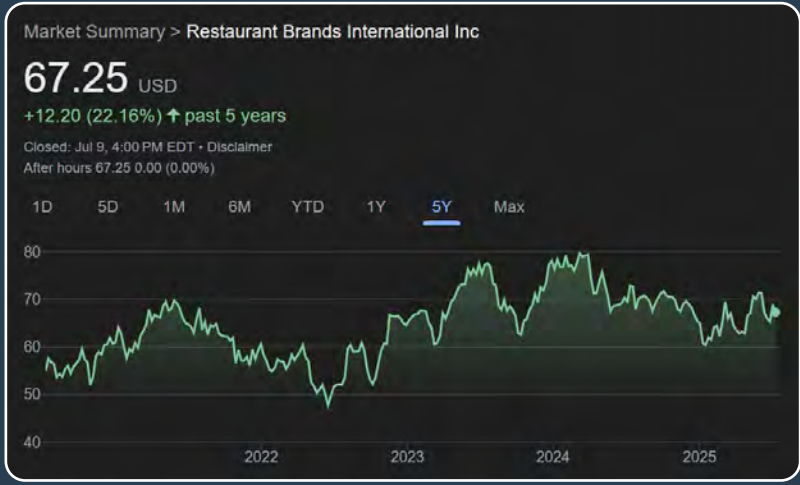 Market Summary > Restaurant Brands International Inc
67.25 USD
+12.20 (22.16%) ↑ past 5 years
Closed: Jul 9, 4:00 PM EDT • Disclaimer
After hours 67.25 0.00 (0.00%)
1D 5D 1M 6M YTD 1Y 5Y Max
80
70
60
50
40
2022 2023 2024 2025